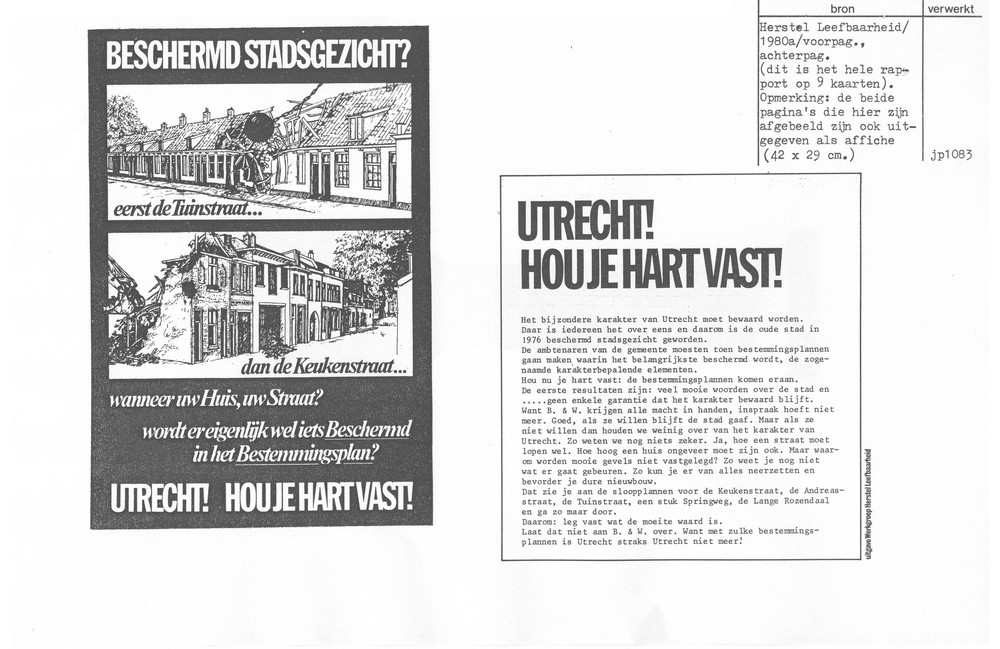 BESCHERMD STADSGEZICHT?
eerst de Tuinstraat...
dan de Keukenstraat...
wanneer uw Huis, uw Straat?
wordt er eigenlijk wel iets Beschermd
in het Bestemmingsplan?
UTRECHT! HOU JE HART VAST!
bron
verwerkt
Herstel Leefbaarheid/
1980a/voorpag.,
achterpag.
(dit is het hele rap-
port op 9 kaarten).
Opmerking: de beide
pagina's die hier zijn
afgebeeld zijn ook uit-
gegeven als affiche
(42 x 29 cm.)
jp1083
UTRECHT!
HOU JE HART VAST!
Het bijzondere karakter van Utrecht moet bewaard worden.
Daar is iedereen het over eens en daarom is de oude stad in
1976 beschermd stadsgezicht geworden.
De ambtenaren van de gemeente moesten toen bestemmingsplannen
gaan maken waarin het belangrijkste beschermd wordt, de zoge-
naamde karakterbepalende elementen.
Hou nu je hart vast: de bestemmingsplannen komen eraan.
De eerste resultaten zijn: veel mooie woorden over de stad en
.....geen enkele garantie dat het karakter bewaard blijft.
Want B. & W. krijgen alle macht in handen, inspraak hoeft niet
meer. Goed, als ze willen blijft de stad gaaf. Maar als ze
niet willen dan houden we weinig over van het karakter van
Utrecht. Zo weten we nog niets zeker. Ja, hoe een straat moet
lopen wel. Hoe hoog een huis ongeveer moet zijn ook. Maar waar-
om worden mooie gevels niet vastgelegd? Zo weet je nog niet
wat er gaat gebeuren. Zo kun je er van alles neerzetten en
bevorder je dure nieuwbouw.
Dat zie je aan de sloopplannen voor de Keukenstraat, de Andreas-
straat, de Tuinstraat, een stuk Springweg, de Lange Rozendaal
en ga zo maar door.
Daarom: leg vast wat de moeite waard is.
Laat dat niet aan B. & W. over. Want met zulke bestemmings-
plannen is Utrecht straks Utrecht niet meer!
uitgave Werkgroep Herstel Leefbaarheid